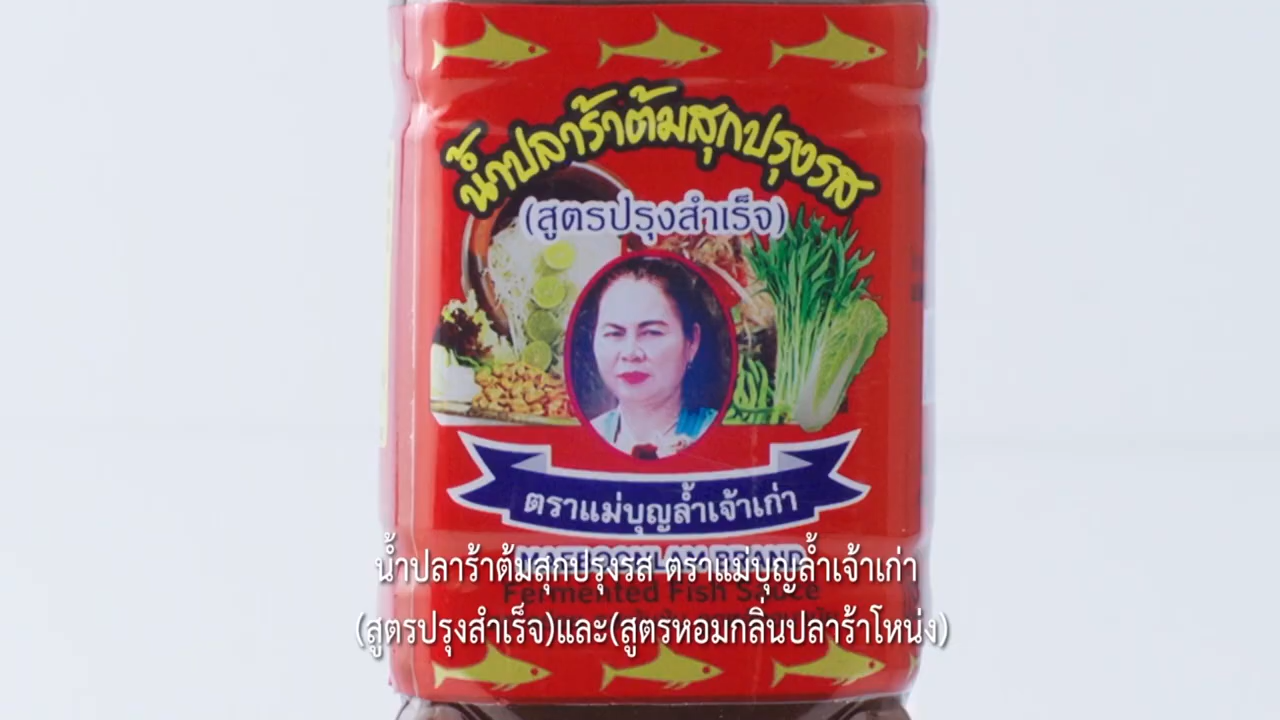 น้ำปลาร้าต้มสุกปรุงรส
(สูตรปรุงสำเร็จ)
ตราแม่บุญล้ำเจ้าเก่า
น้ำปลาร้าต้มสุกปรุงรส ตราแม่บุญล้ำเจ้าเก่า
Fermented Fish Sauce
(สูตรปรุงสำเร็จ)และ(สูตรหอมกลิ่นปลาร้าโหน่ง)